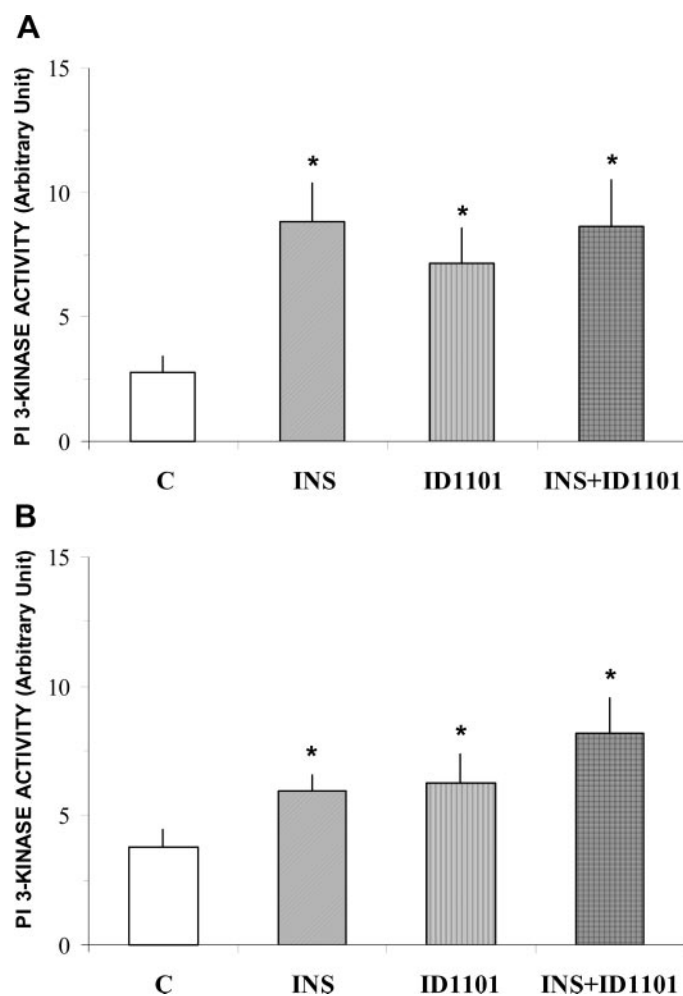 A
PI 3-KINASE ACTIVITY (Arbitrary Unit)
15
10
5
0
* * *
C INS ID1101 INS+ID1101
B
PI 3-KINASE ACTIVITY (Arbitrary Unit)
15
10
5
0
* * *
C INS ID1101 INS+ID1101